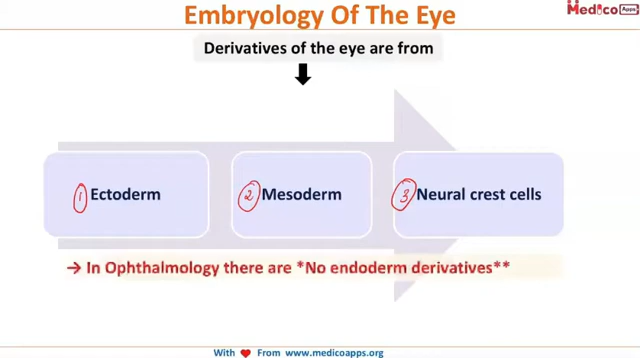 Embryology Of The Eye
Medico Apps
Derivatives of the eye are from
1 Ectoderm
2 Mesoderm
3 Neural crest cells
→ In Ophthalmology there are *No endoderm derivatives**
With ❤ From www.medicoapps.org